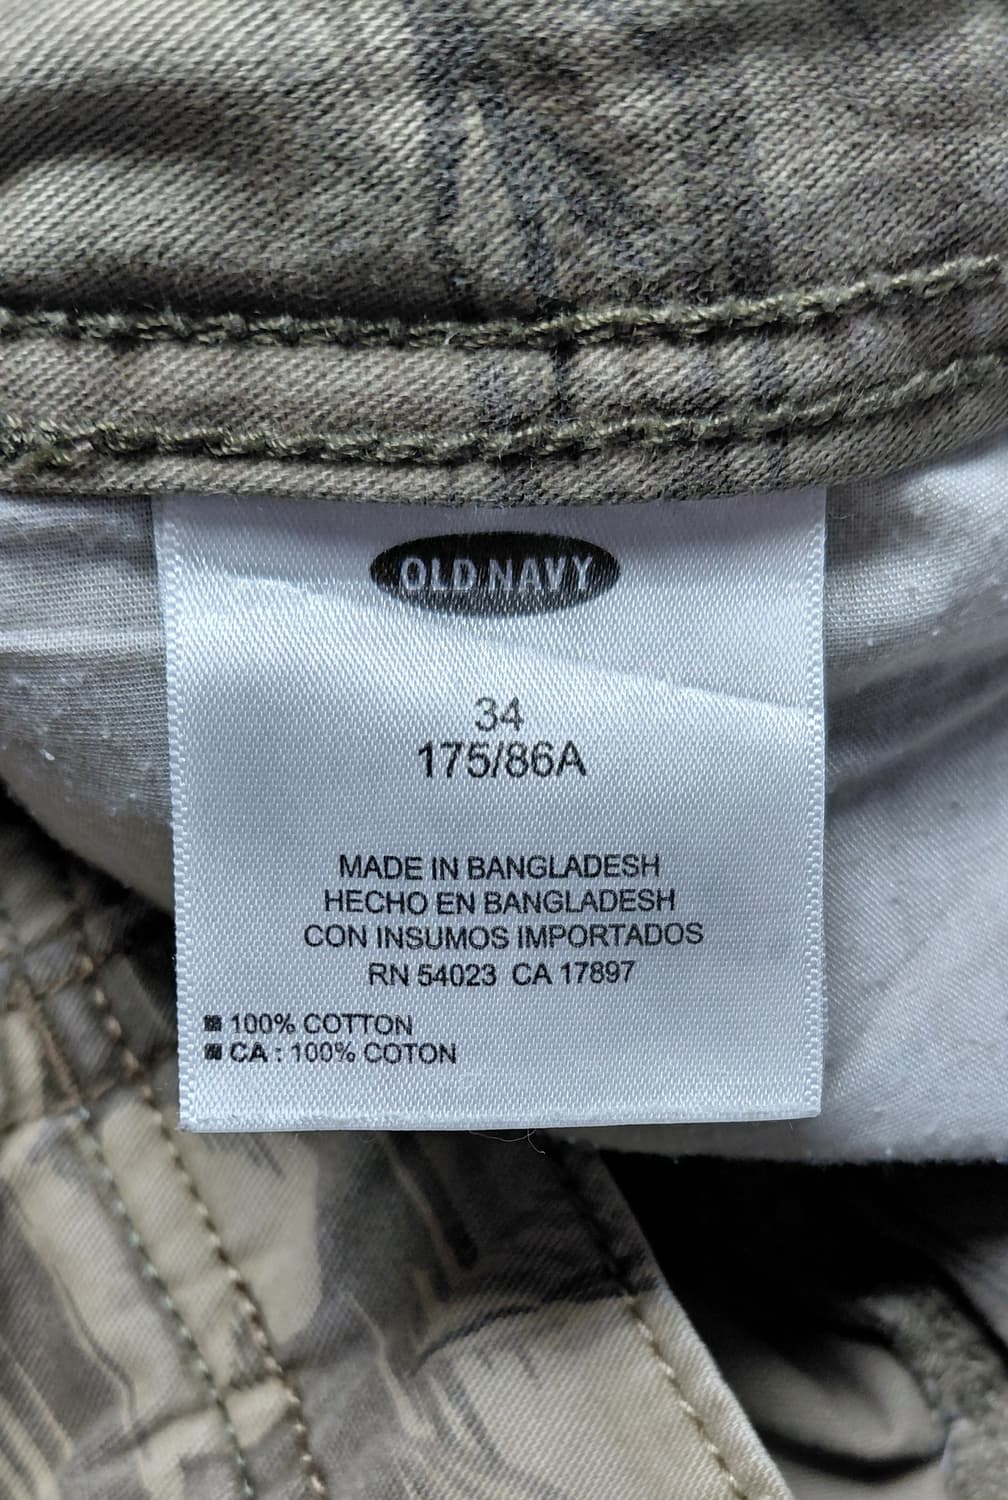 OLD NAVY
34
175/86A
MADE IN BANGLADESH
HECHO EN BANGLADESH
CON INSUMOS IMPORTADOS
RN 54023 CA 17897
100% COTTON
CA : 100% COTON